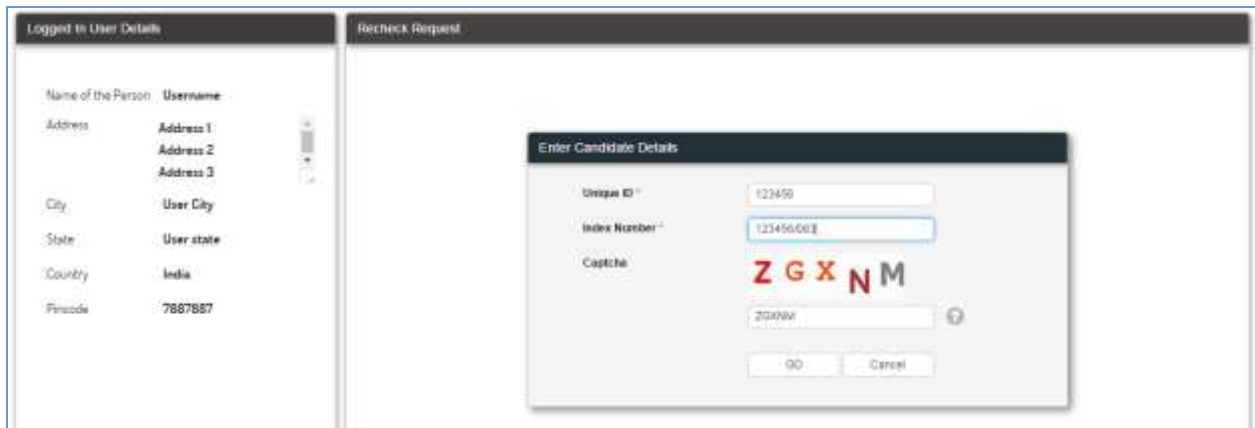 Logged In User Details
Name of the Person Username
Address Address 1
Address 2
Address 3
City User City
State User state
Country India
Pincode 7887887
Recheck Request
Enter Candidate Details
Unique ID *
123456
Index Number *
123456/063
Captcha
Z G X N M
ZGXNM
GO Cancel